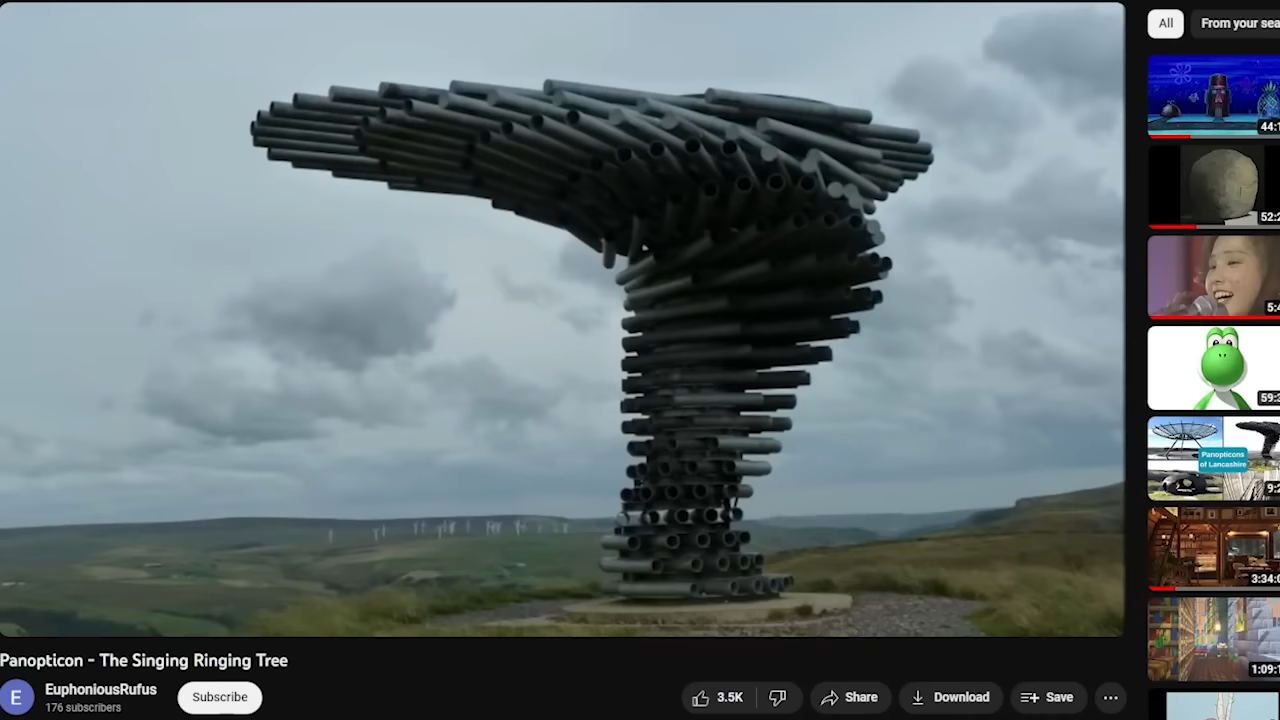 All
From your sea
44:
52:2
5:4
59:3
Panopticons
of Lancashire
9:2
3:34:0
1:09:1
Panopticon - The Singing Ringing Tree
E
EuphoniousRufus
176 subscribers
Subscribe
3.5K
Share
Download
Save